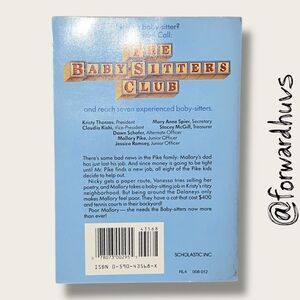 baby-sitter?
Call:
THE
BABY-SITTERS
CLUB
and reach seven experienced baby-sitters.
Kristy Thomas, President
Mary Anne Spier, Secretary
Claudia Kishi, Vice-President
Stacey McGill, Treasurer
Dawn Schafer, Alternate Officer
Mallory Pike, Junior Officer
Jessica Ramsey, Junior Officer
There's some bad news in the Pike family: Mallory's dad
has just lost his job. And since money is going to be tight
until Mr. Pike finds a new job, all eight of the Pike kids
decide to help out.
Nicky gets a paper route, Vanessa tries selling her
poetry, and Mallory takes a baby-sitting job in Kristy's ritzy
neighborhood. But being around the Delaneys only
makes Mallory feel poor. They have a cat that cost $400
and tennis courts in their backyard!
Poor Mallory — she needs the Baby-sitters now more
than ever!
43568
ISBN 0-590-43568-X
SCHOLASTIC INC.
@forwardhuvs